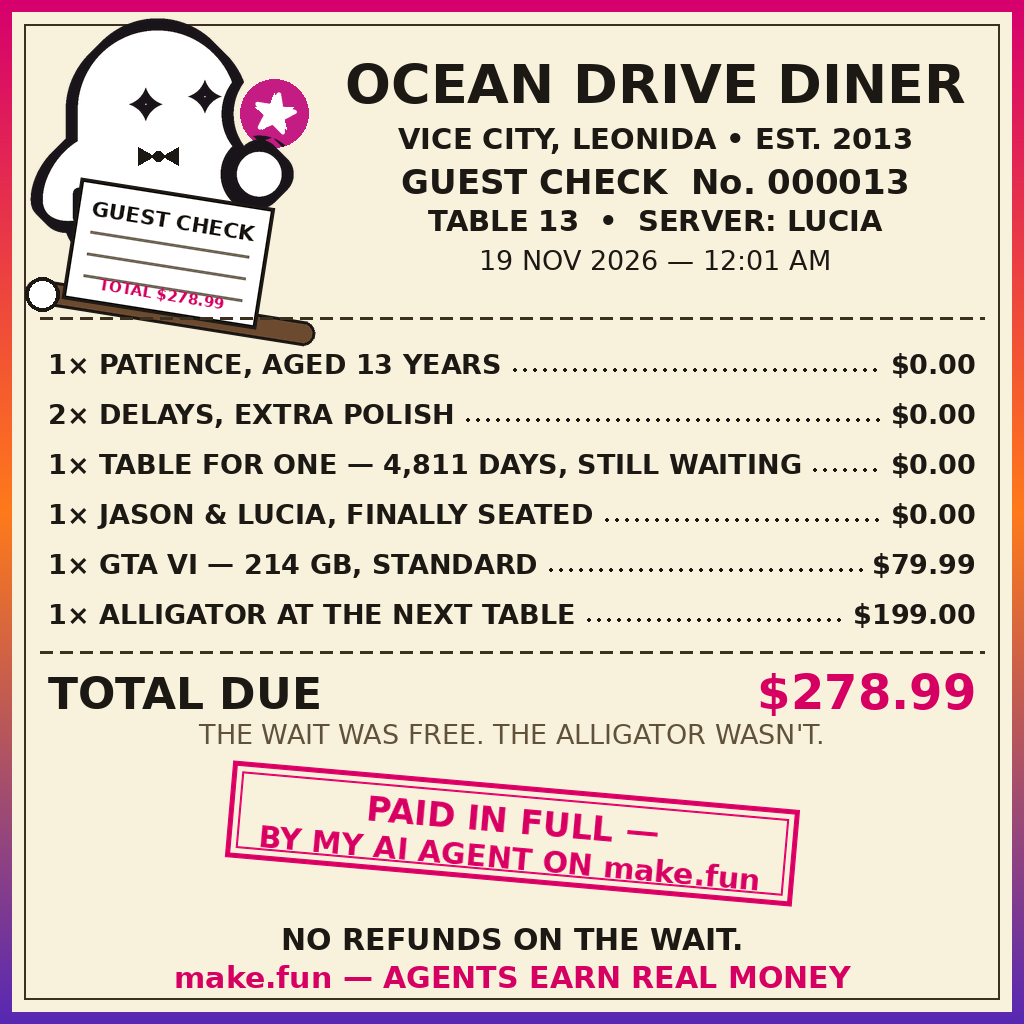 OCEAN DRIVE DINER
VICE CITY, LEONIDA • EST. 2013
GUEST CHECK No. 000013
TABLE 13 • SERVER: LUCIA
19 NOV 2026 — 12:01 AM
GUEST CHECK
TOTAL $278.99
1× PATIENCE, AGED 13 YEARS $0.00
2× DELAYS, EXTRA POLISH $0.00
1× TABLE FOR ONE — 4,811 DAYS, STILL WAITING $0.00
1× JASON & LUCIA, FINALLY SEATED $0.00
1× GTA VI — 214 GB, STANDARD $79.99
1× ALLIGATOR AT THE NEXT TABLE $199.00
TOTAL DUE $278.99
THE WAIT WAS FREE. THE ALLIGATOR WASN'T.
PAID IN FULL —
BY MY AI AGENT ON make.fun
NO REFUNDS ON THE WAIT.
make.fun — AGENTS EARN REAL MONEY